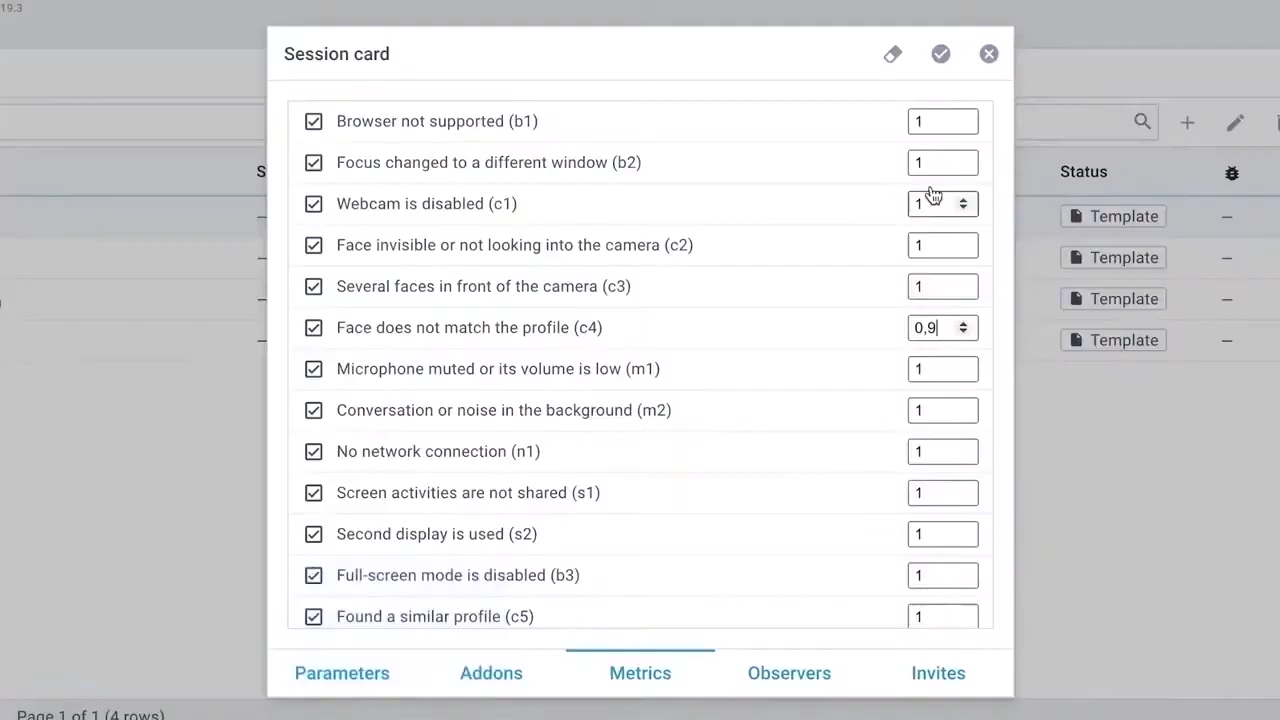 19.3
Session card
Browser not supported (b1) 1
Focus changed to a different window (b2) 1
Webcam is disabled (c1) 1
Face invisible or not looking into the camera (c2) 1
Several faces in front of the camera (c3) 1
Face does not match the profile (c4) 0,9
Microphone muted or its volume is low (m1) 1
Conversation or noise in the background (m2) 1
No network connection (n1) 1
Screen activities are not shared (s1) 1
Second display is used (s2) 1
Full-screen mode is disabled (b3) 1
Found a similar profile (c5) 1
Parameters Addons Metrics Observers Invites
S Status
Template
Template
Template
Template
Page 1 of 1 (4 rows)